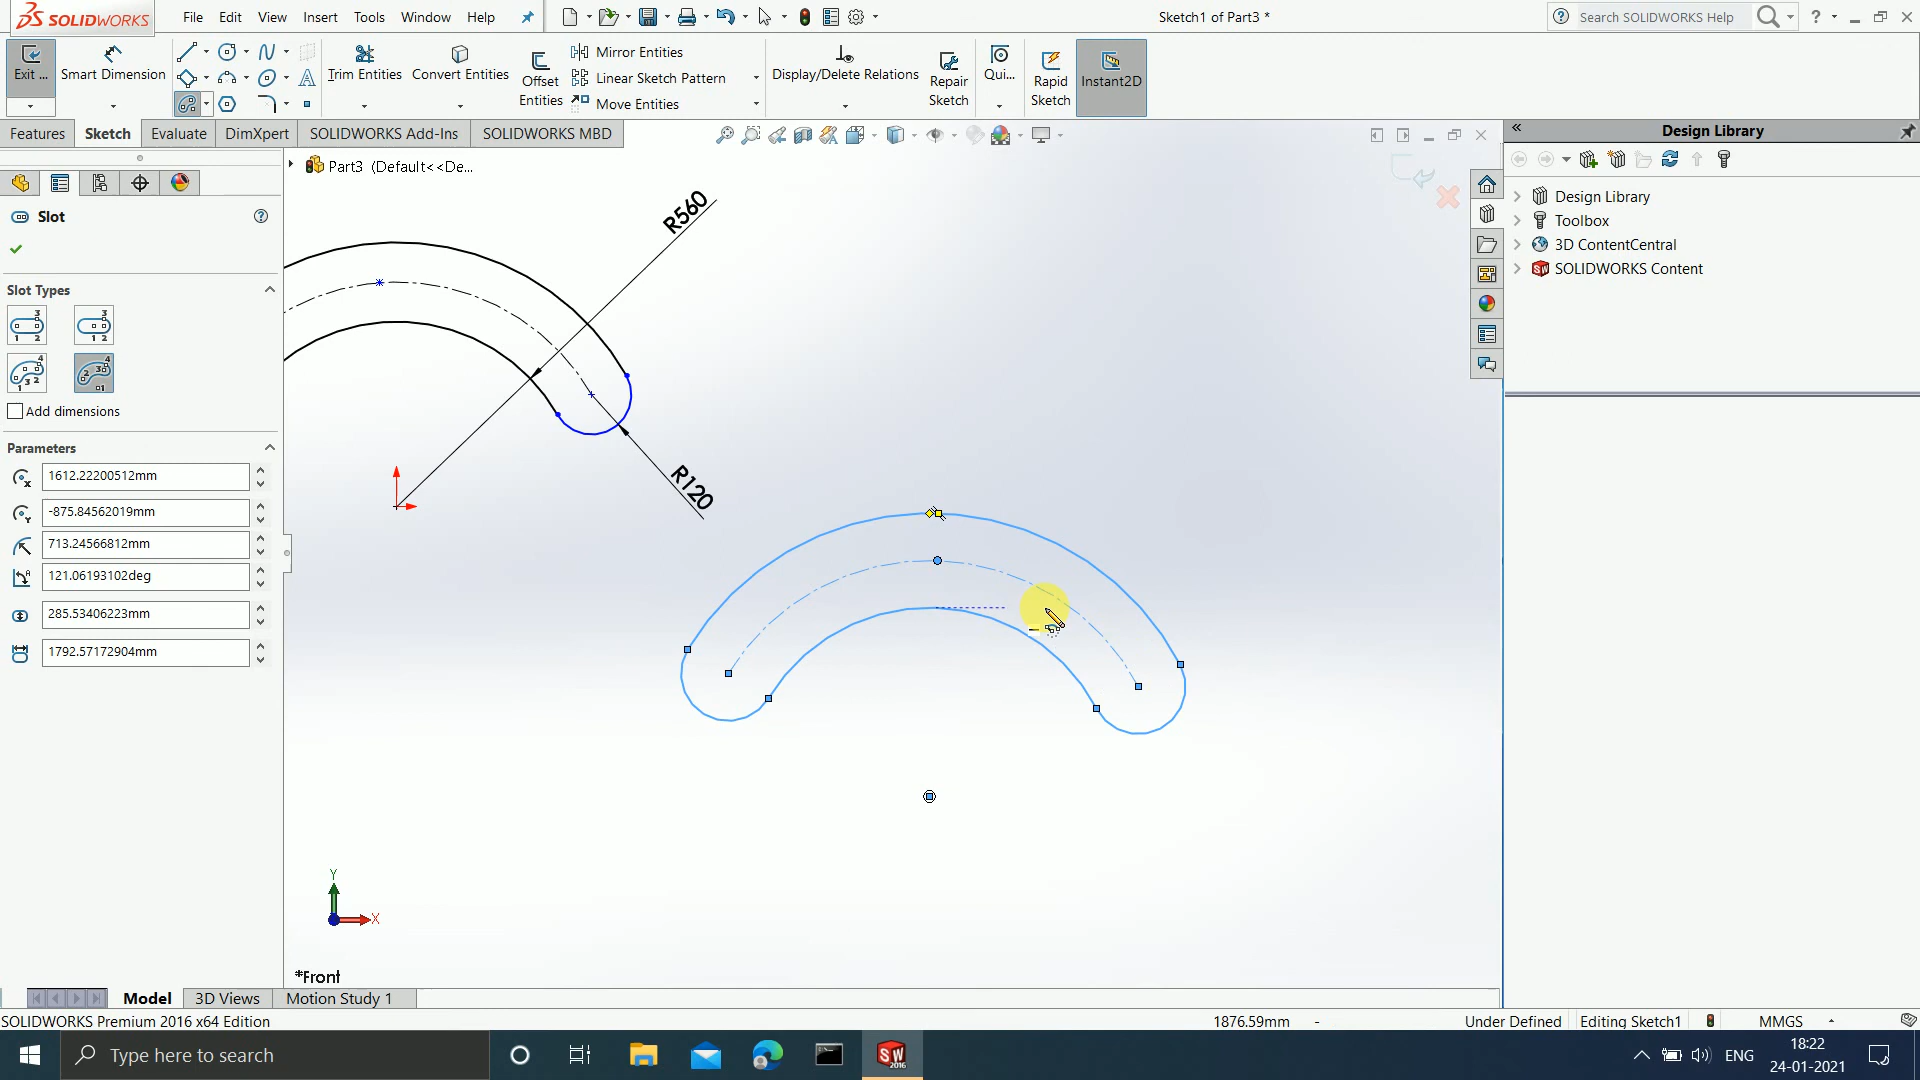 SOLIDWORKS
File Edit View Insert Tools Window Help
Sketch1 of Part3 *
Search SOLIDWORKS Help
Exit ...
Smart Dimension
Trim Entities
Convert Entities
Offset Entities
Mirror Entities
Linear Sketch Pattern
Move Entities
Display/Delete Relations
Repair Sketch
Qui...
Rapid Sketch
Instant2D
Features Sketch Evaluate DimXpert SOLIDWORKS Add-Ins SOLIDWORKS MBD
Part3 (Default<<De...
Slot
Slot Types
Add dimensions
Parameters
1612.22200512mm
-875.84562019mm
713.24566812mm
121.06193102deg
285.53406223mm
1792.57172904mm
R560
R120
Y
X
*Front
Design Library
Design Library
Toolbox
3D ContentCentral
SOLIDWORKS Content
Model 3D Views Motion Study 1
SOLIDWORKS Premium 2016 x64 Edition
1876.59mm -
Under Defined
Editing Sketch1
MMGS
Type here to search
SW 2016
ENG
18:22
24-01-2021